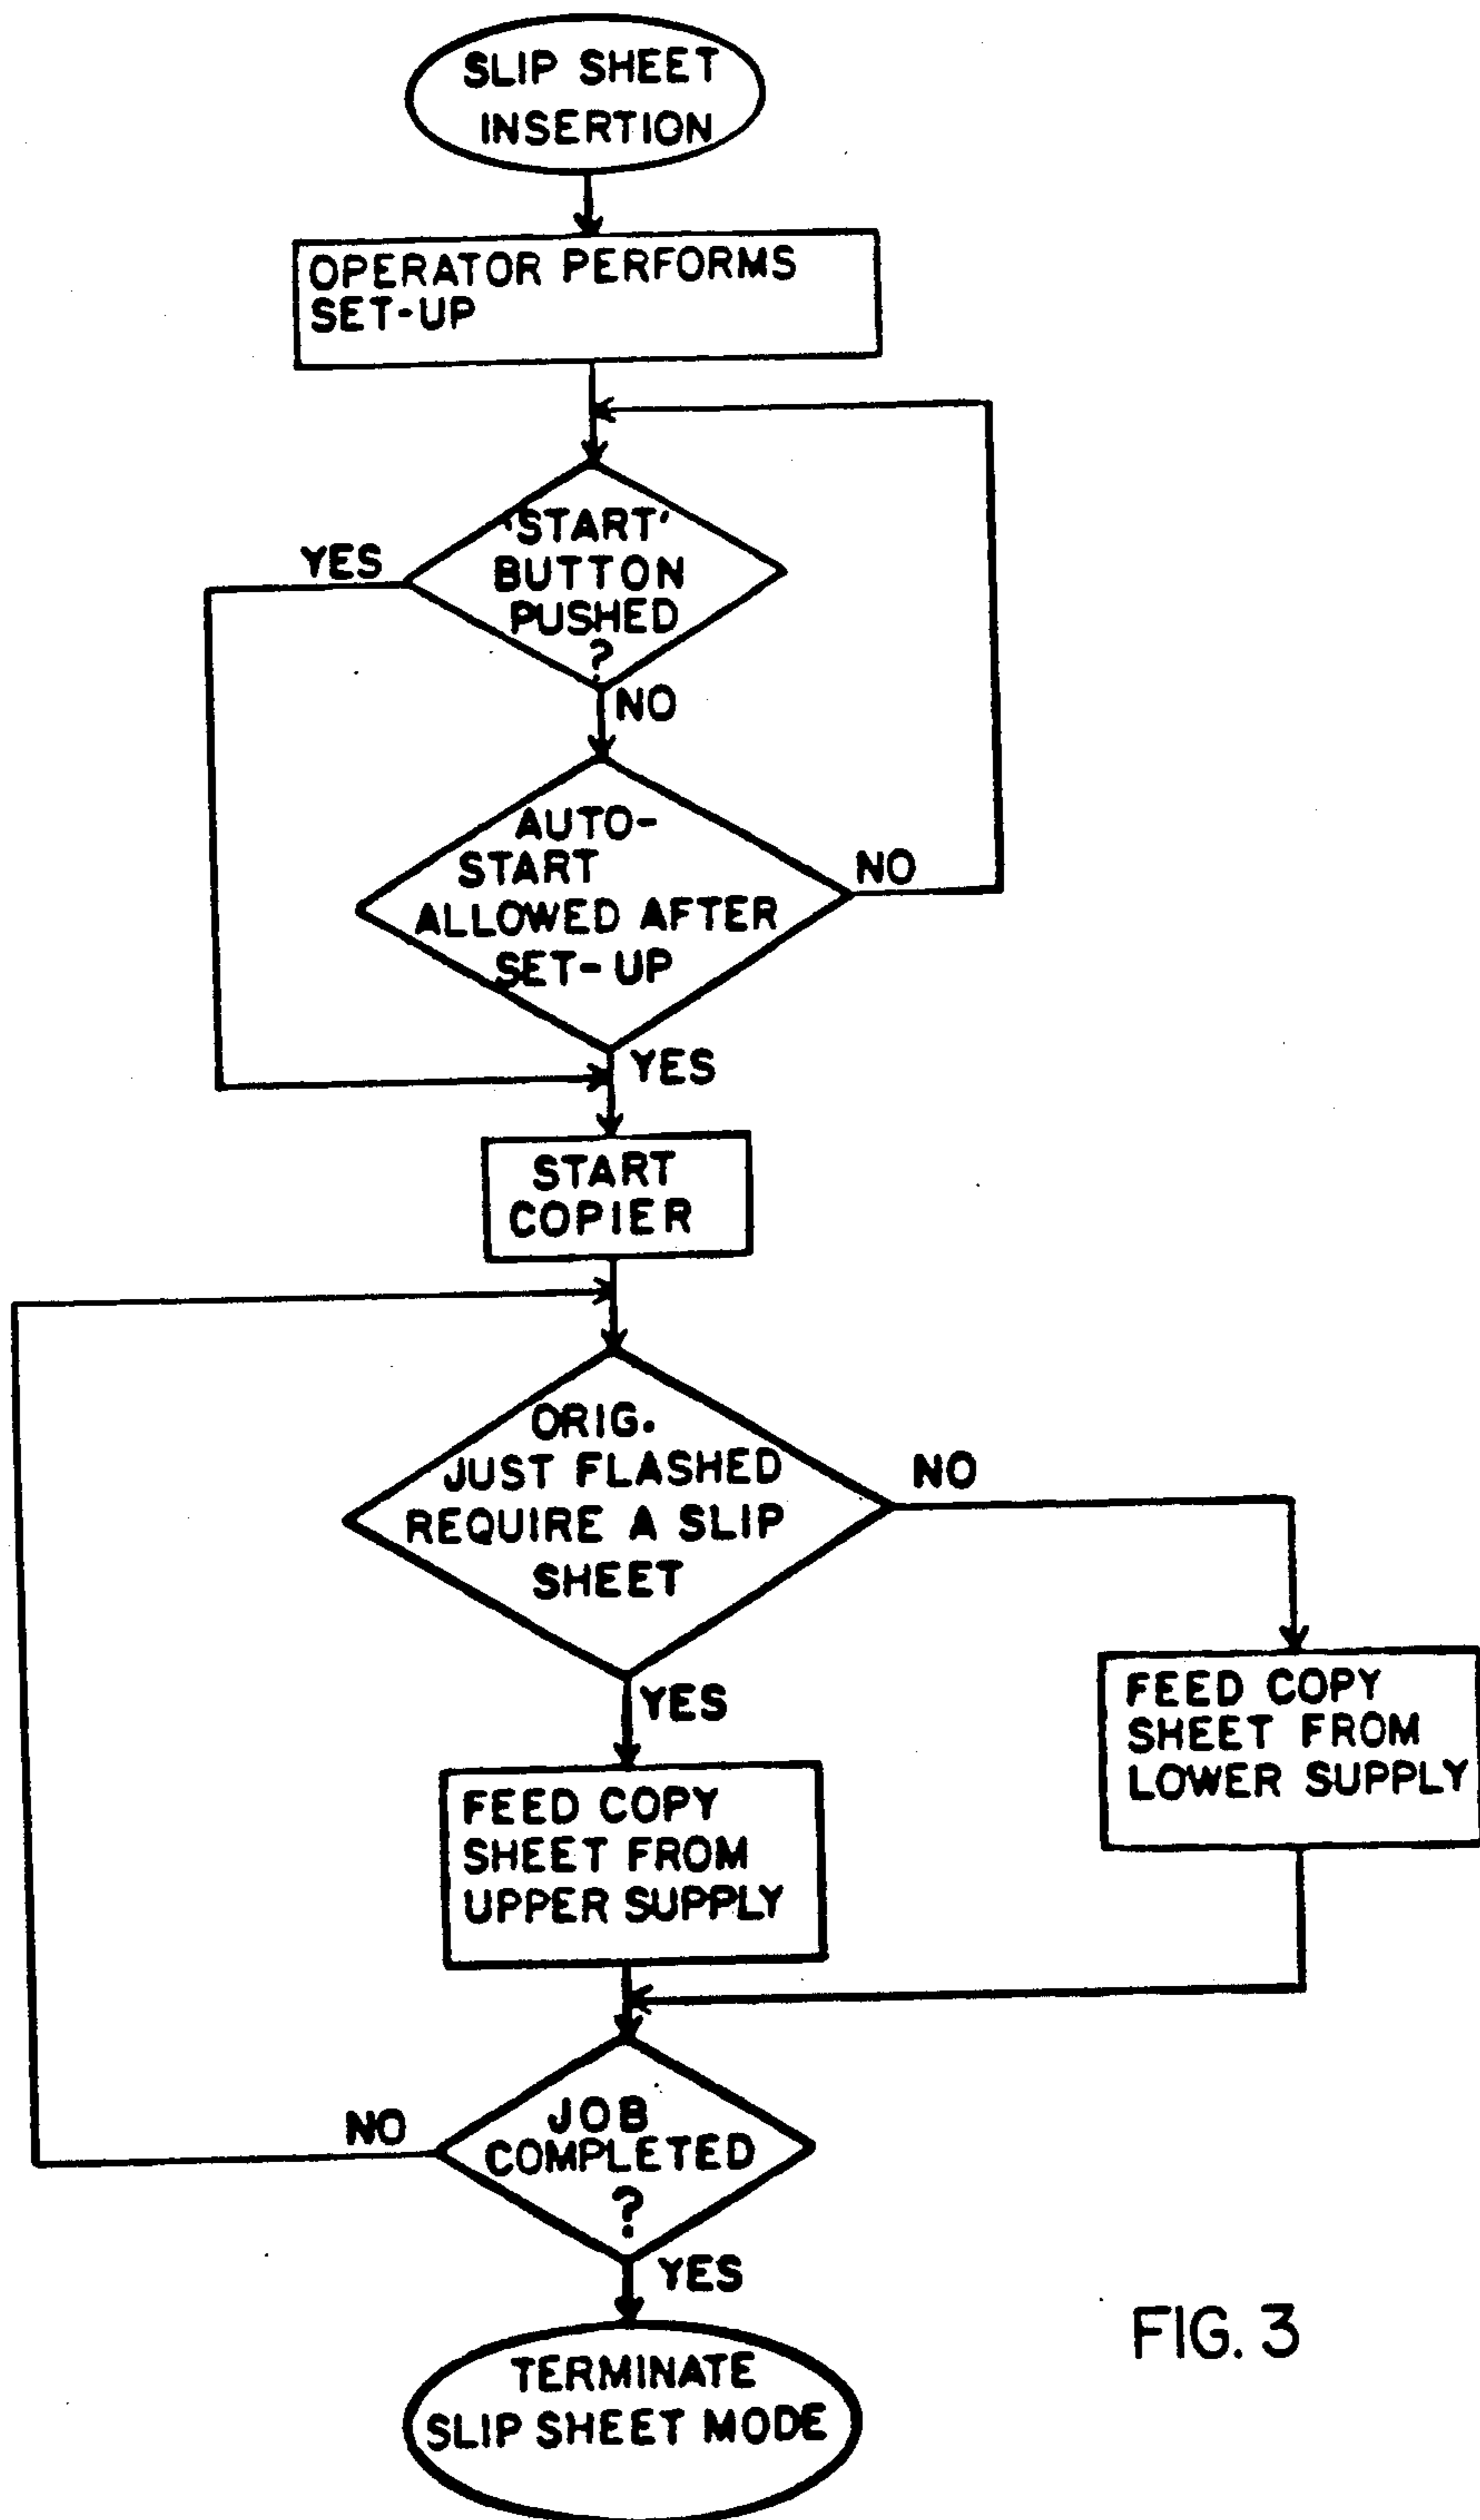 SLIP SHEET
INSERTION
OPERATOR PERFORMS
SET-UP
'START'
BUTTON
PUSHED
?
YES
NO
AUTO-
START
ALLOWED AFTER
SET-UP
NO
YES
START
COPIER
ORIG.
JUST FLASHED
REQUIRE A SLIP
SHEET
NO
YES
FEED COPY
SHEET FROM
LOWER SUPPLY
FEED COPY
SHEET FROM
UPPER SUPPLY
JOB
COMPLETED
?
NO
YES
TERMINATE
SLIP SHEET MODE
FIG. 3